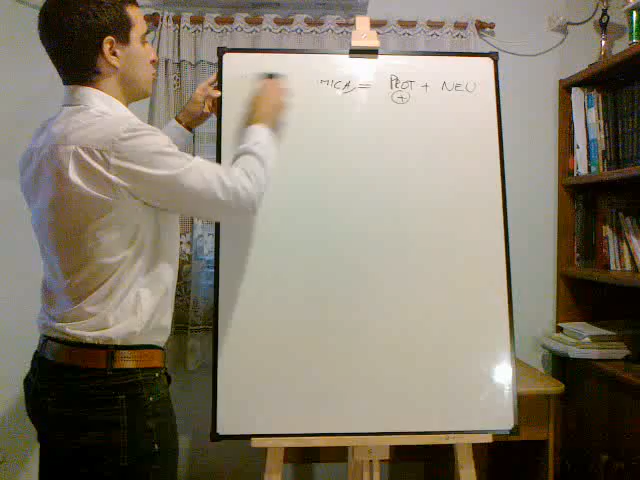 MICA = PROT + NEU
+